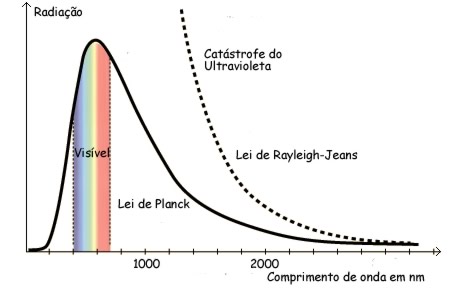 Radiação
Catástrofe do
Ultravioleta
Visível
Lei de Rayleigh-Jeans
Lei de Planck
1000
2000
Comprimento de onda em nm